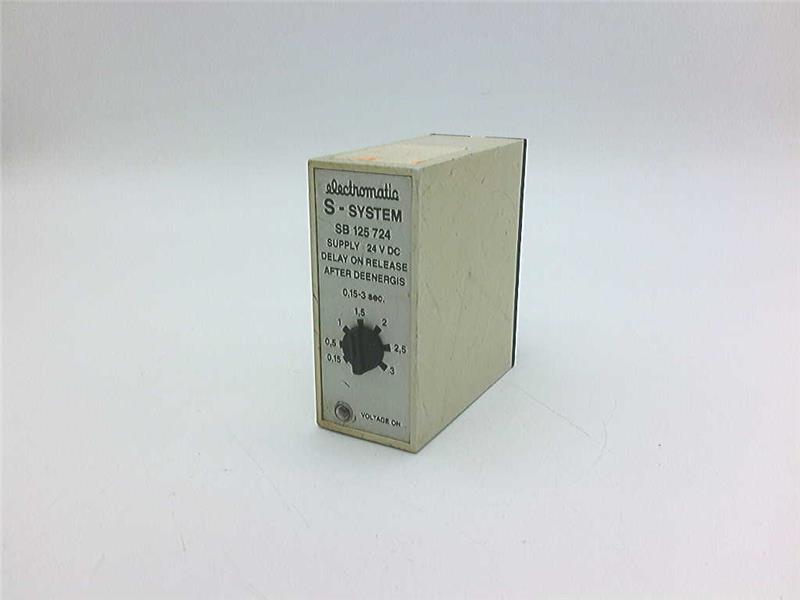 electromatic
S - SYSTEM
SB 125 724
SUPPLY 24 V DC
DELAY ON RELEASE
AFTER DEENERGIS
0,15-3 sec.
1,5
1 2
0,5 2,5
0,15 3
VOLTAGE ON